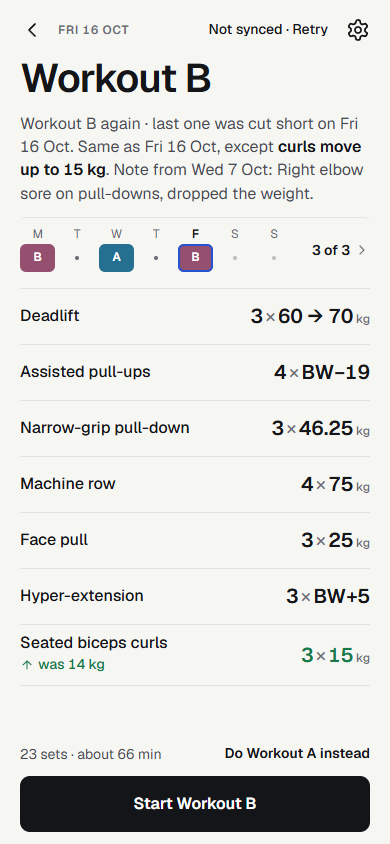 FRI 16 OCT
Not synced · Retry
Workout B
Workout B again · last one was cut short on Fri
16 Oct. Same as Fri 16 Oct, except curls move
up to 15 kg. Note from Wed 7 Oct: Right elbow
sore on pull-downs, dropped the weight.
M T W T F S S
B • A • B • • 3 of 3
Deadlift 3×60 → 70 kg
Assisted pull-ups 4×BW−19
Narrow-grip pull-down 3×46.25 kg
Machine row 4×75 kg
Face pull 3×25 kg
Hyper-extension 3×BW+5
Seated biceps curls 3×15 kg
↑ was 14 kg
23 sets · about 66 min Do Workout A instead
Start Workout B